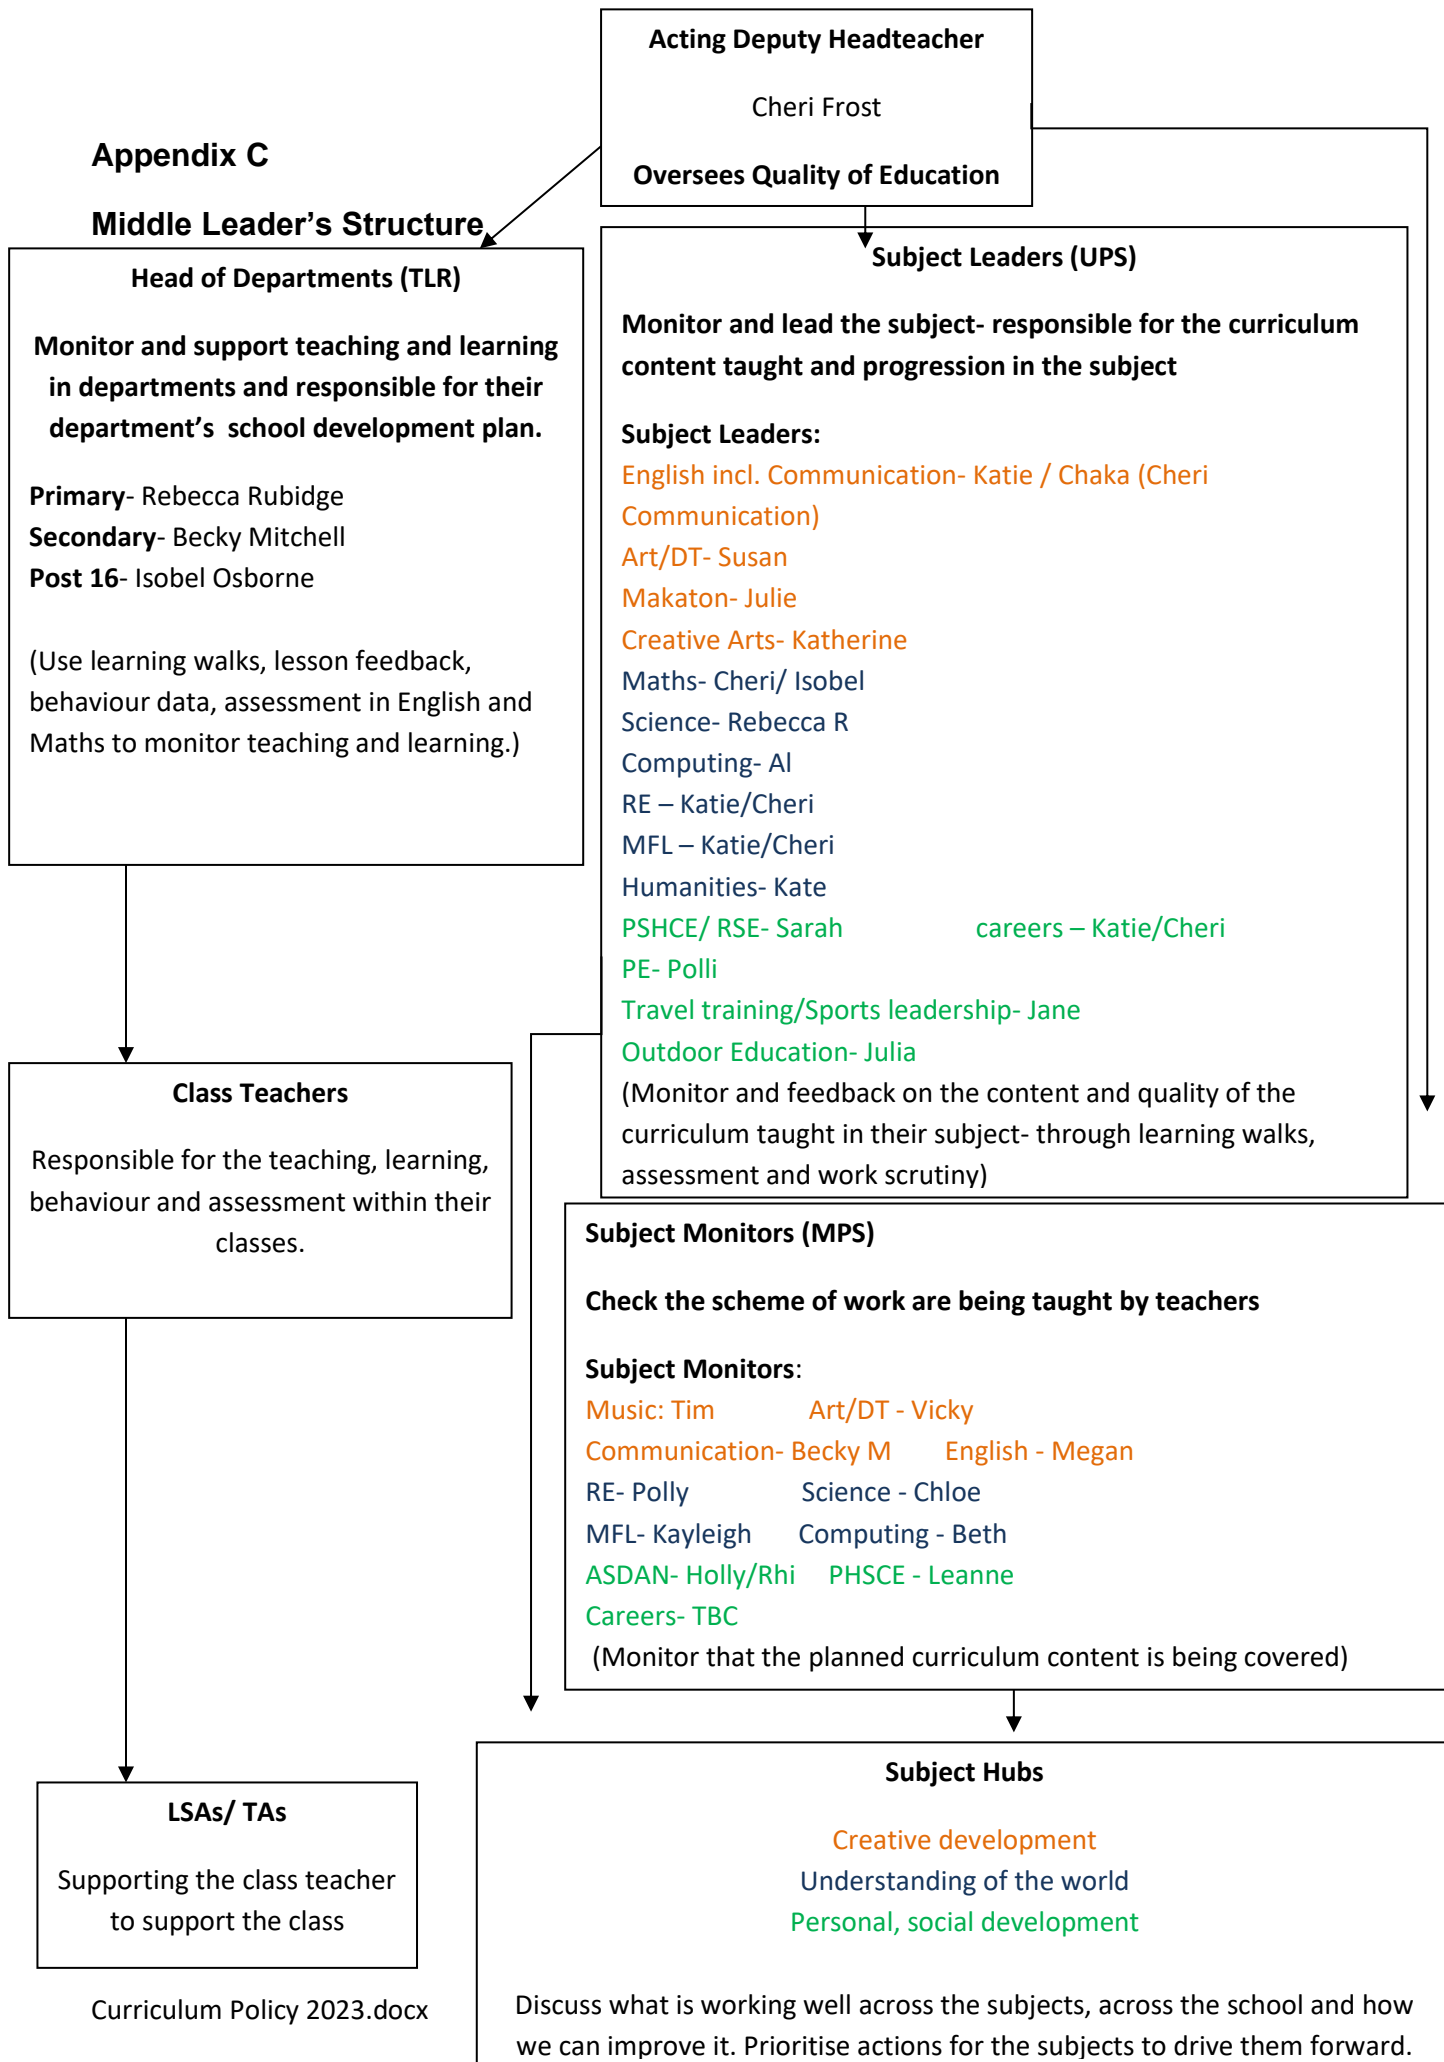 Acting Deputy Headteacher
Cheri Frost
Oversees Quality of Education
Appendix C
Middle Leader's Structure
Head of Departments (TLR)
Monitor and support teaching and learning
in departments and responsible for their
department's  school development plan.
Primary- Rebecca Rubidge
Secondary- Becky Mitchell
Post 16- Isobel Osborne
(Use learning walks, lesson feedback,
behaviour data, assessment in English and
Maths to monitor teaching and learning.)
Subject Leaders (UPS)
Monitor and lead the subject- responsible for the curriculum
content taught and progression in the subject
Subject Leaders:
English incl. Communication- Katie / Chaka (Cheri
Communication)
Art/DT- Susan
Makaton- Julie
Creative Arts- Katherine
Maths- Cheri/ Isobel
Science- Rebecca R
Computing- Al
RE – Katie/Cheri
MFL – Katie/Cheri
Humanities- Kate
PSHCE/ RSE- Sarah careers – Katie/Cheri
PE- Polli
Travel training/Sports leadership- Jane
Outdoor Education- Julia
(Monitor and feedback on the content and quality of the
curriculum taught in their subject- through learning walks,
assessment and work scrutiny)
Class Teachers
Responsible for the teaching, learning,
behaviour and assessment within their
classes.
Subject Monitors (MPS)
Check the scheme of work are being taught by teachers
Subject Monitors:
Music: Tim Art/DT - Vicky
Communication- Becky M English - Megan
RE- Polly Science - Chloe
MFL- Kayleigh Computing - Beth
ASDAN- Holly/Rhi PHSCE - Leanne
Careers- TBC
(Monitor that the planned curriculum content is being covered)
LSAs/ TAs
Supporting the class teacher
to support the class
Subject Hubs
Creative development
Understanding of the world
Personal, social development
Discuss what is working well across the subjects, across the school and how
we can improve it. Prioritise actions for the subjects to drive them forward.
Curriculum Policy 2023.docx